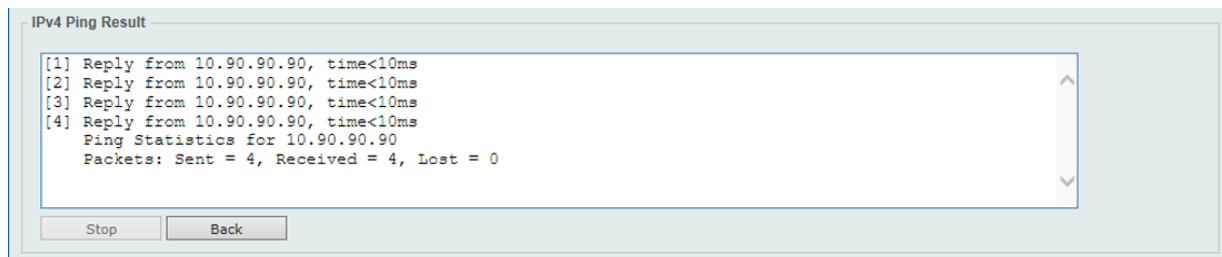 IPv4 Ping Result
[1] Reply from 10.90.90.90, time<10ms
[2] Reply from 10.90.90.90, time<10ms
[3] Reply from 10.90.90.90, time<10ms
[4] Reply from 10.90.90.90, time<10ms
Ping Statistics for 10.90.90.90
Packets: Sent = 4, Received = 4, Lost = 0
Stop
Back